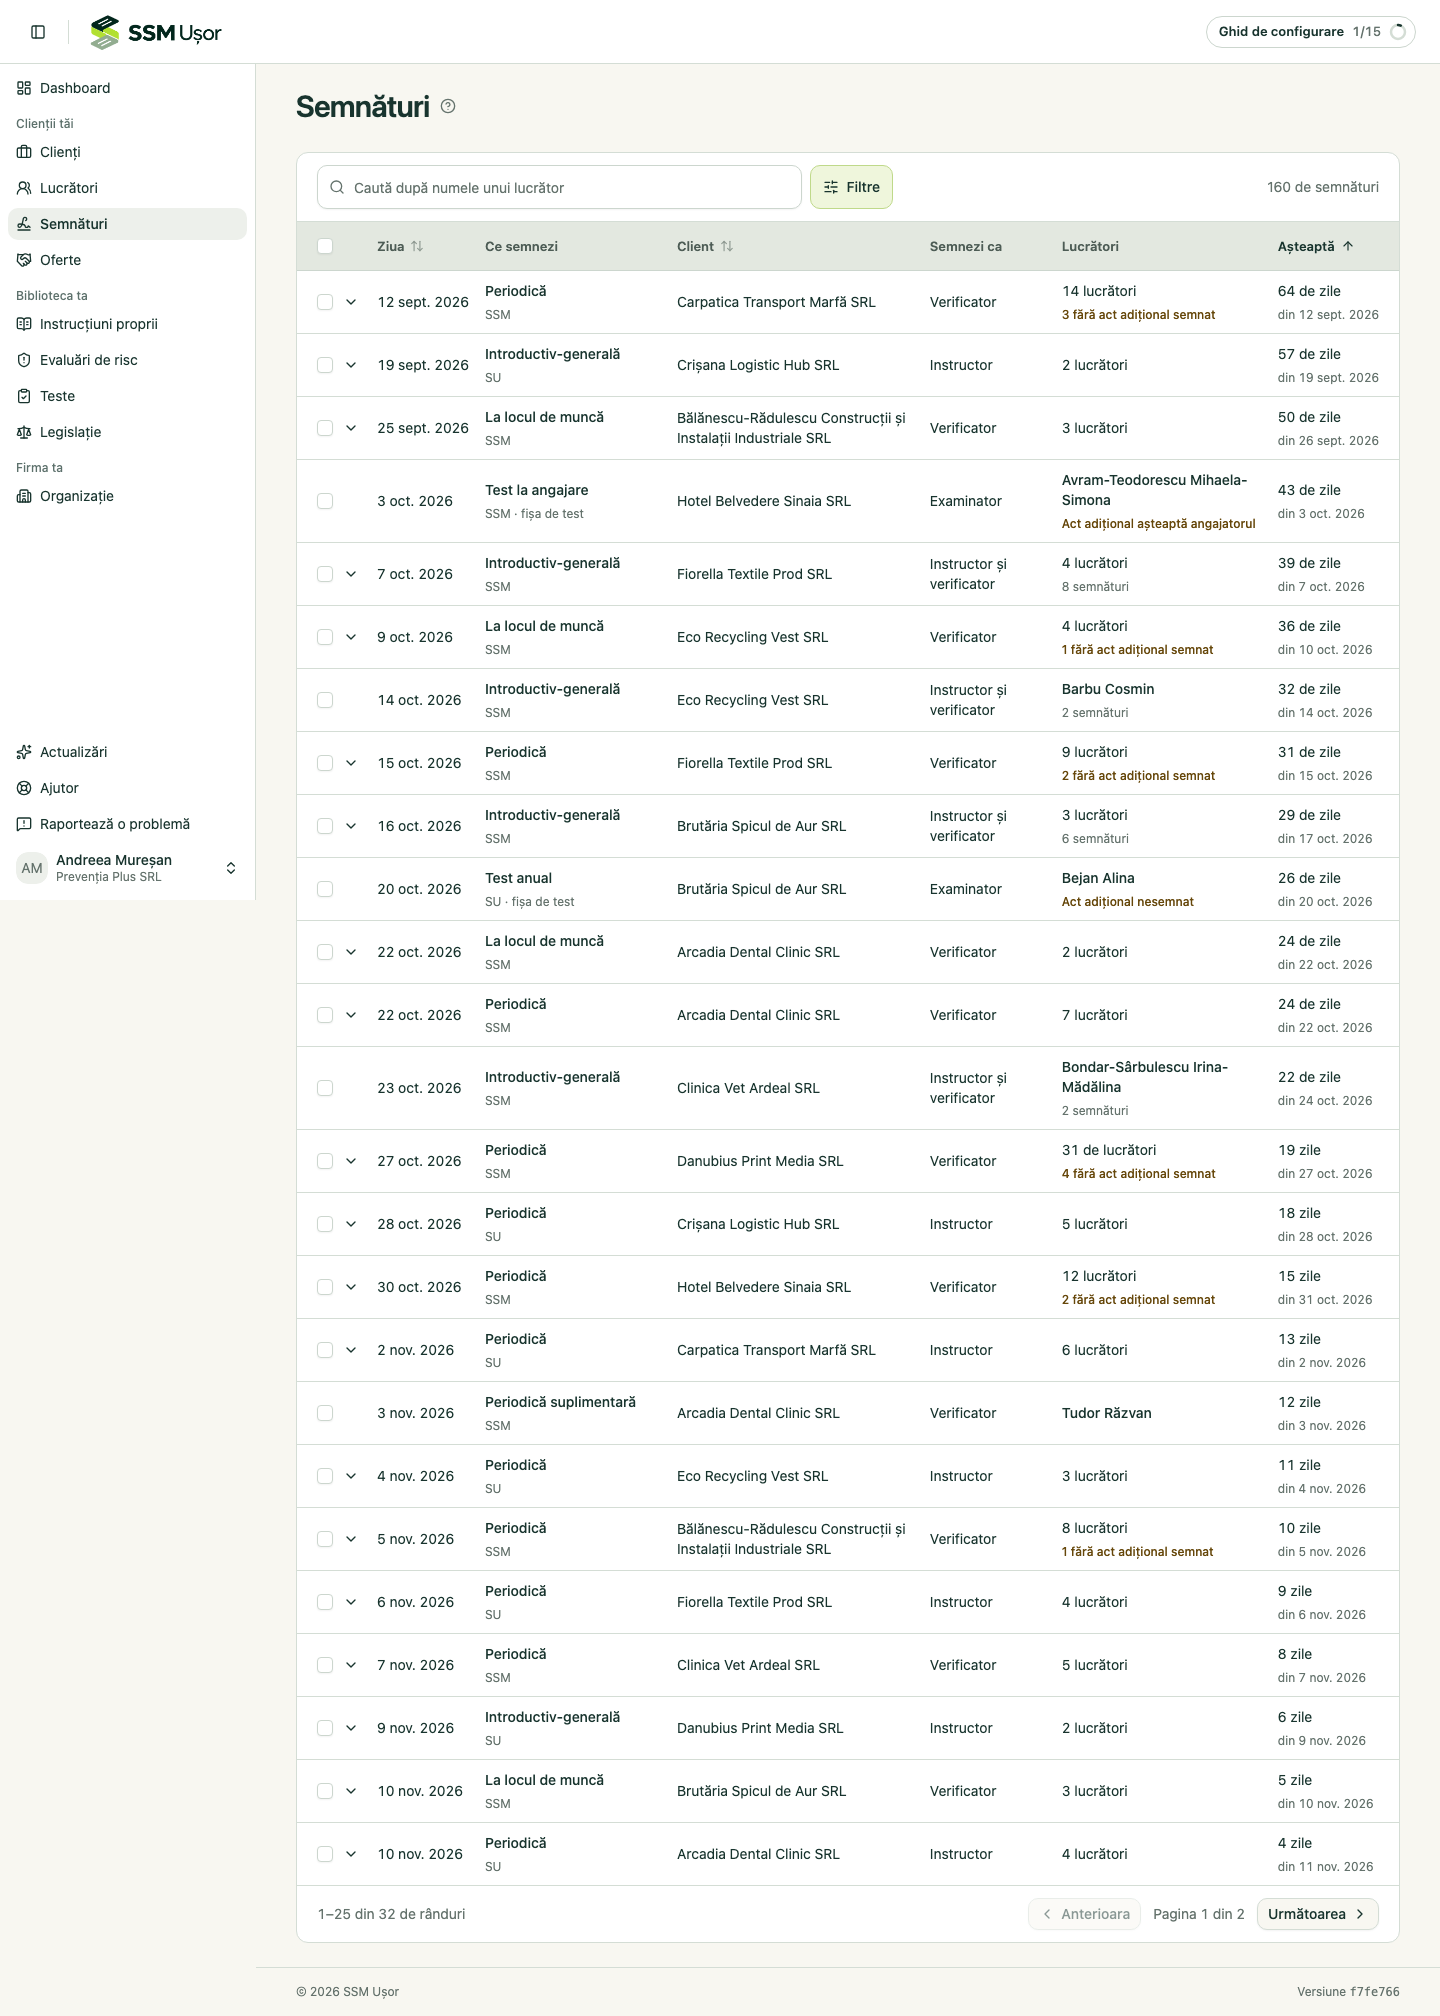 SSM Ușor
Ghid de configurare 1/15
Dashboard
Clienții tăi
Clienți
Lucrători
Semnături
Oferte
Biblioteca ta
Instrucțiuni proprii
Evaluări de risc
Teste
Legislație
Firma ta
Organizație
Actualizări
Ajutor
Raportează o problemă
AM
Andreea Mureșan
Prevenția Plus SRL
Semnături
Caută după numele unui lucrător
Filtre
160 de semnături
Ziua
Ce semnezi
Client
Semnezi ca
Lucrători
Așteaptă
12 sept. 2026
Periodică
SSM
Carpatica Transport Marfă SRL
Verificator
14 lucrători
3 fără act adițional semnat
64 de zile
din 12 sept. 2026
19 sept. 2026
Introductiv-generală
SU
Crișana Logistic Hub SRL
Instructor
2 lucrători
57 de zile
din 19 sept. 2026
25 sept. 2026
La locul de muncă
SSM
Bălănescu-Rădulescu Construcții și
Instalații Industriale SRL
Verificator
3 lucrători
50 de zile
din 26 sept. 2026
3 oct. 2026
Test la angajare
SSM · fișa de test
Hotel Belvedere Sinaia SRL
Examinator
Avram-Teodorescu Mihaela-
Simona
Act adițional așteaptă angajatorul
43 de zile
din 3 oct. 2026
7 oct. 2026
Introductiv-generală
SSM
Fiorella Textile Prod SRL
Instructor și
verificator
4 lucrători
8 semnături
39 de zile
din 7 oct. 2026
9 oct. 2026
La locul de muncă
SSM
Eco Recycling Vest SRL
Verificator
4 lucrători
1 fără act adițional semnat
36 de zile
din 10 oct. 2026
14 oct. 2026
Introductiv-generală
SSM
Eco Recycling Vest SRL
Instructor și
verificator
Barbu Cosmin
2 semnături
32 de zile
din 14 oct. 2026
15 oct. 2026
Periodică
SSM
Fiorella Textile Prod SRL
Verificator
9 lucrători
2 fără act adițional semnat
31 de zile
din 15 oct. 2026
16 oct. 2026
Introductiv-generală
SSM
Brutăria Spicul de Aur SRL
Instructor și
verificator
3 lucrători
6 semnături
29 de zile
din 17 oct. 2026
20 oct. 2026
Test anual
SU · fișa de test
Brutăria Spicul de Aur SRL
Examinator
Bejan Alina
Act adițional nesemnat
26 de zile
din 20 oct. 2026
22 oct. 2026
La locul de muncă
SSM
Arcadia Dental Clinic SRL
Verificator
2 lucrători
24 de zile
din 22 oct. 2026
22 oct. 2026
Periodică
SSM
Arcadia Dental Clinic SRL
Verificator
7 lucrători
24 de zile
din 22 oct. 2026
23 oct. 2026
Introductiv-generală
SSM
Clinica Vet Ardeal SRL
Instructor și
verificator
Bondar-Sârbulescu Irina-
Mădălina
2 semnături
22 de zile
din 24 oct. 2026
27 oct. 2026
Periodică
SSM
Danubius Print Media SRL
Verificator
31 de lucrători
4 fără act adițional semnat
19 zile
din 27 oct. 2026
28 oct. 2026
Periodică
SU
Crișana Logistic Hub SRL
Instructor
5 lucrători
18 zile
din 28 oct. 2026
30 oct. 2026
Periodică
SSM
Hotel Belvedere Sinaia SRL
Verificator
12 lucrători
2 fără act adițional semnat
15 zile
din 31 oct. 2026
2 nov. 2026
Periodică
SU
Carpatica Transport Marfă SRL
Instructor
6 lucrători
13 zile
din 2 nov. 2026
3 nov. 2026
Periodică suplimentară
SSM
Arcadia Dental Clinic SRL
Verificator
Tudor Răzvan
12 zile
din 3 nov. 2026
4 nov. 2026
Periodică
SU
Eco Recycling Vest SRL
Instructor
3 lucrători
11 zile
din 4 nov. 2026
5 nov. 2026
Periodică
SSM
Bălănescu-Rădulescu Construcții și
Instalații Industriale SRL
Verificator
8 lucrători
1 fără act adițional semnat
10 zile
din 5 nov. 2026
6 nov. 2026
Periodică
SU
Fiorella Textile Prod SRL
Instructor
4 lucrători
9 zile
din 6 nov. 2026
7 nov. 2026
Periodică
SSM
Clinica Vet Ardeal SRL
Verificator
5 lucrători
8 zile
din 7 nov. 2026
9 nov. 2026
Introductiv-generală
SU
Danubius Print Media SRL
Instructor
2 lucrători
6 zile
din 9 nov. 2026
10 nov. 2026
La locul de muncă
SSM
Brutăria Spicul de Aur SRL
Verificator
3 lucrători
5 zile
din 10 nov. 2026
10 nov. 2026
Periodică
SU
Arcadia Dental Clinic SRL
Instructor
4 lucrători
4 zile
din 11 nov. 2026
1–25 din 32 de rânduri
Anterioara
Pagina 1 din 2
Următoarea
© 2026 SSM Ușor
Versiune f7fe766